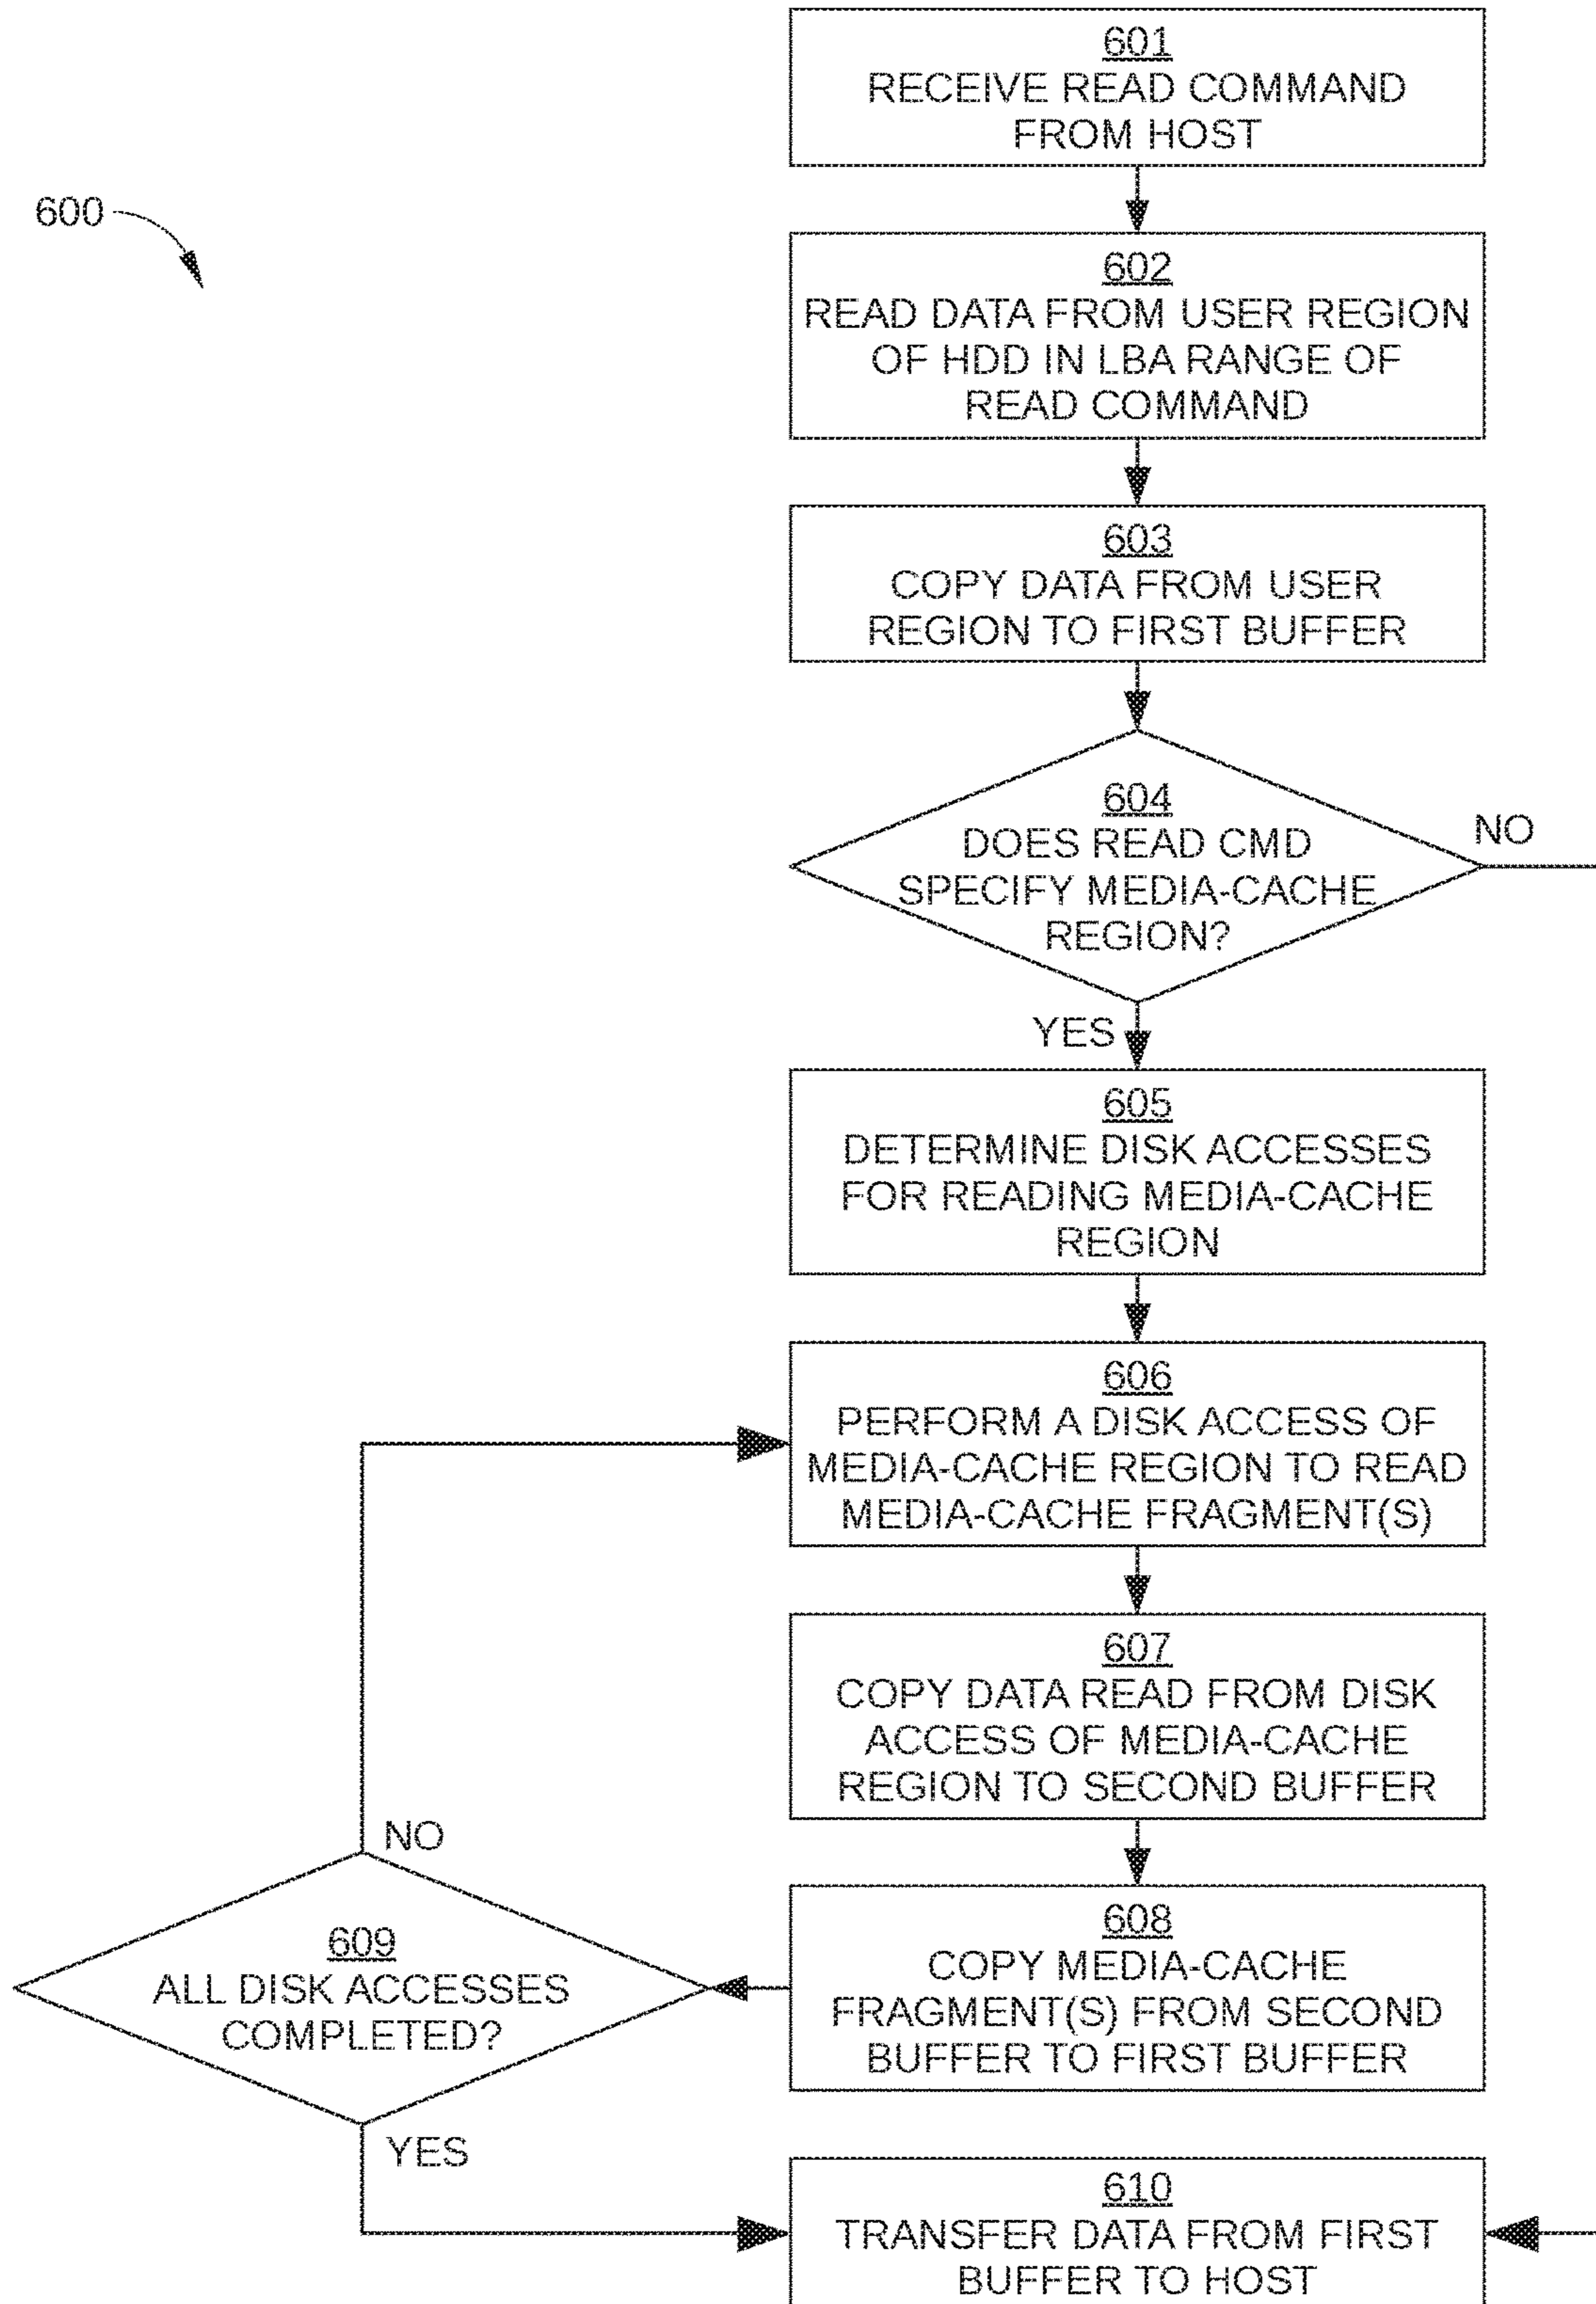 601
RECEIVE READ COMMAND
FROM HOST
600
602
READ DATA FROM USER REGION
OF HDD IN LBA RANGE OF
READ COMMAND
603
COPY DATA FROM USER
REGION TO FIRST BUFFER
604
DOES READ CMD
SPECIFY MEDIA-CACHE
REGION?
NO
YES
605
DETERMINE DISK ACCESSES
FOR READING MEDIA-CACHE
REGION
606
PERFORM A DISK ACCESS OF
MEDIA-CACHE REGION TO READ
MEDIA-CACHE FRAGMENT(S)
607
COPY DATA READ FROM DISK
ACCESS OF MEDIA-CACHE
REGION TO SECOND BUFFER
NO
608
COPY MEDIA-CACHE
FRAGMENT(S) FROM SECOND
BUFFER TO FIRST BUFFER
609
ALL DISK ACCESSES
COMPLETED?
YES
610
TRANSFER DATA FROM FIRST
BUFFER TO HOST